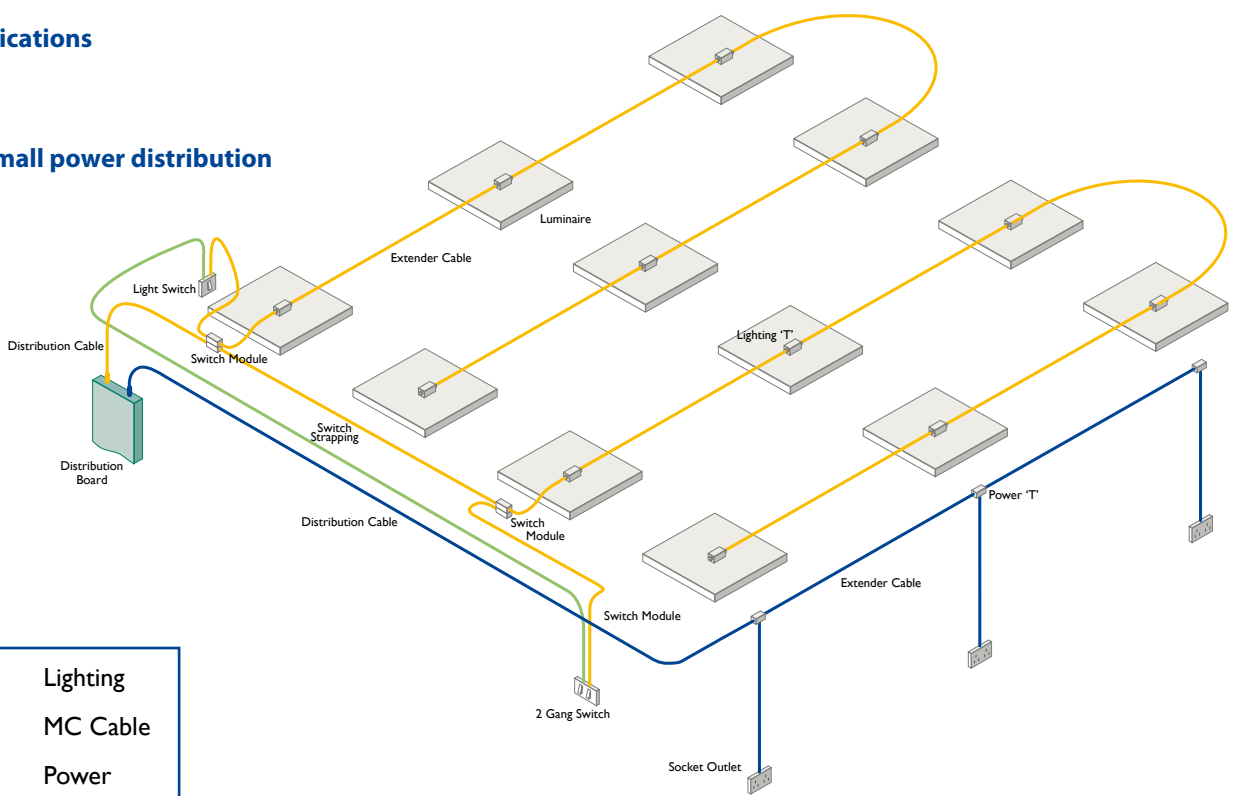 ications
mall power distribution
Luminaire
Extender Cable
Light Switch
Distribution Cable
Switch Module
Lighting ‘T’
Switch
Strapping
Distribution
Board
Distribution Cable
Switch
Module
Power ‘T’
Extender Cable
Switch Module
2 Gang Switch
Socket Outlet
Lighting
MC Cable
Power